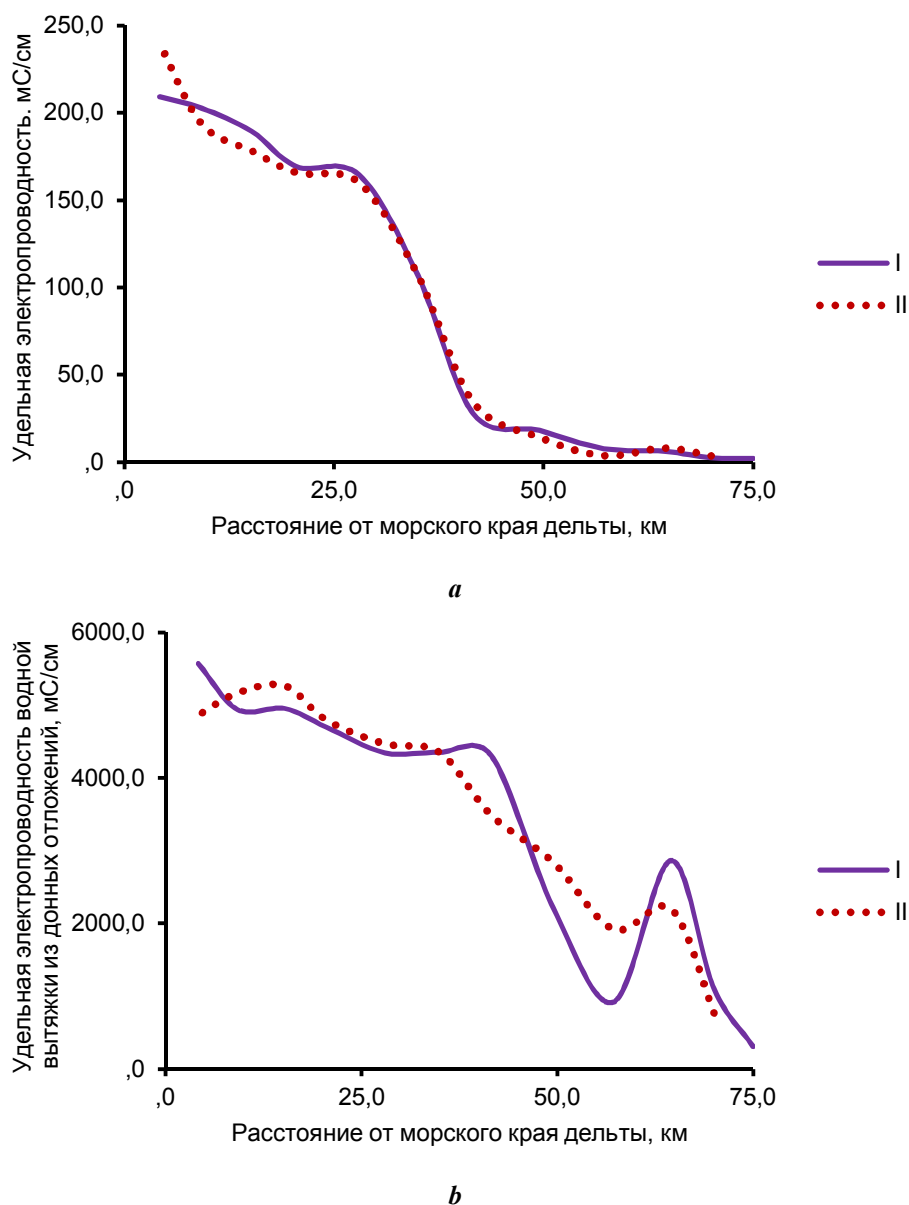 Удельная электропроводность. мС/см
250,0
200,0
150,0
100,0
50,0
,0
,0
25,0
50,0
75,0
Расстояние от морского края дельты, км
I
II
a
Удельная электропроводность водной
вытяжки из донных отложений, мС/см
6000,0
4000,0
2000,0
,0
,0
25,0
50,0
75,0
Расстояние от морского края дельты, км
I
II
b